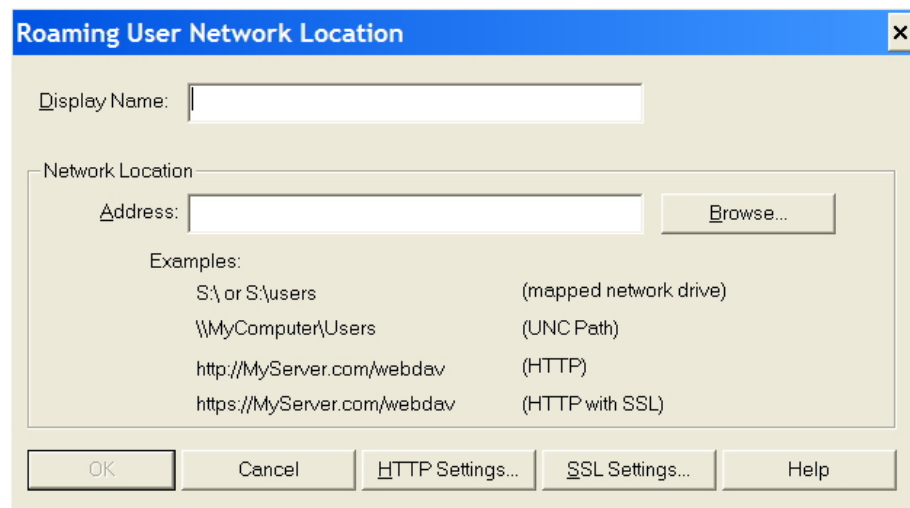 Roaming User Network Location
Display Name:
Network Location
Address:
Browse...
Examples:
S:\ or S:\users (mapped network drive)
\\MyComputer\Users (UNC Path)
http://MyServer.com/webdav (HTTP)
https://MyServer.com/webdav (HTTP with SSL)
OK Cancel HTTP Settings... SSL Settings... Help